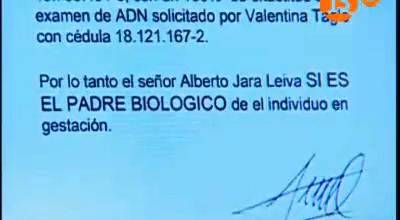 examen de ADN solicitado por Valentina Tagle
con cédula 18.121.167-2.
Por lo tanto el señor Alberto Jara Leiva SI ES
EL PADRE BIOLOGICO de el individuo en
gestación.